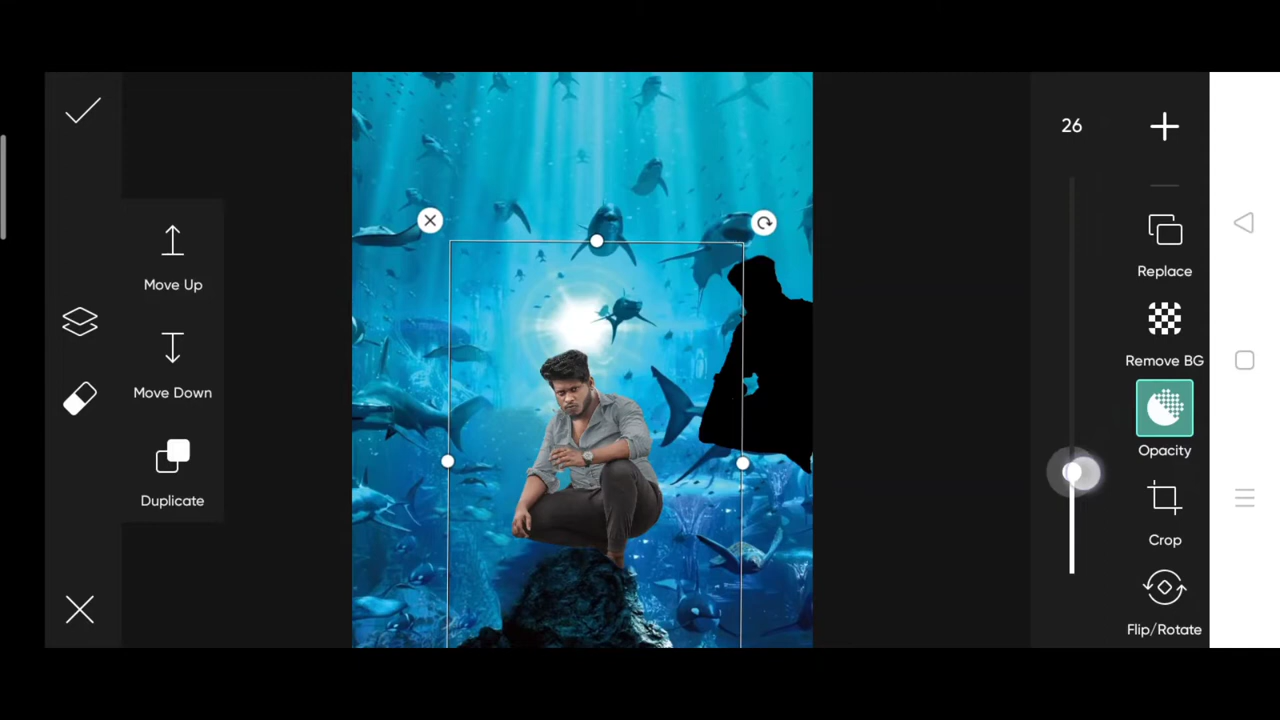 26
Replace
Move Up
Remove BG
Move Down
Opacity
Duplicate
Crop
Flip/Rotate